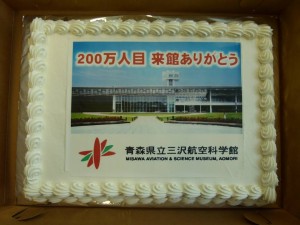 200万人目 来館ありがとう
青森県立三沢航空科学館
MISAWA AVIATION & SCIENCE MUSEUM, AOMORI